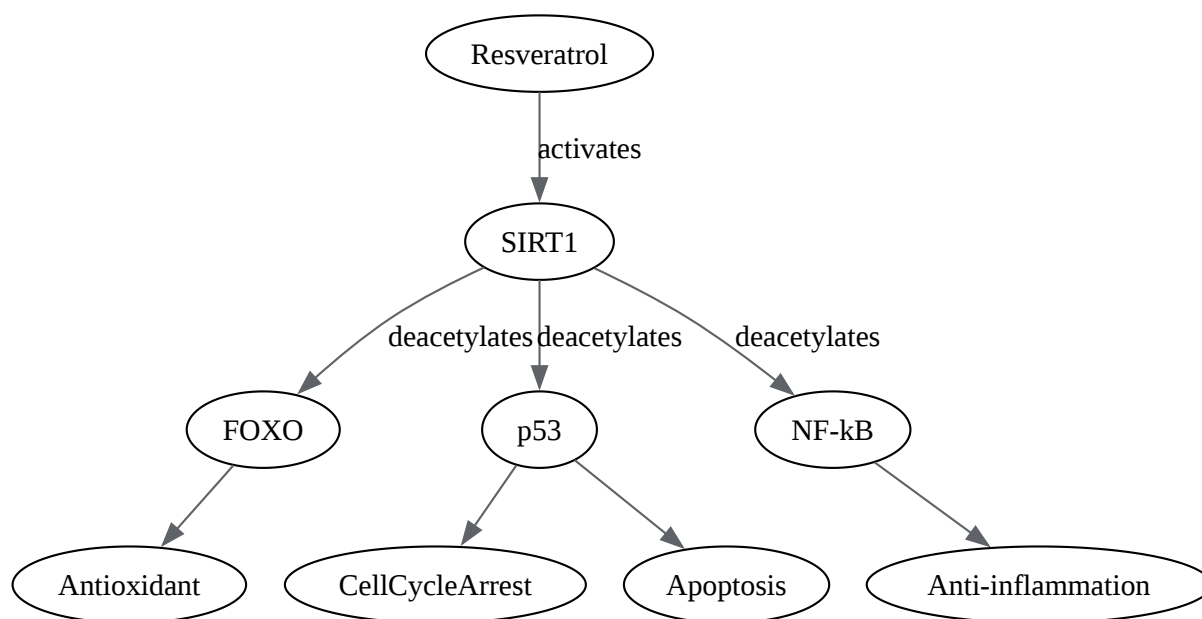 Resveratrol
activates
SIRT1
deacetylates deacetylates deacetylates
FOXO p53 NF-kB
Antioxidant CellCycleArrest Apoptosis Anti-inflammation